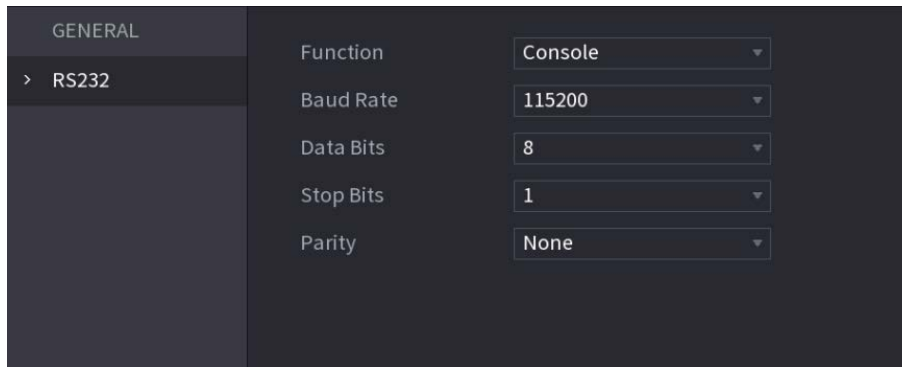 GENERAL
> RS232
Function Console
Baud Rate 115200
Data Bits 8
Stop Bits 1
Parity None